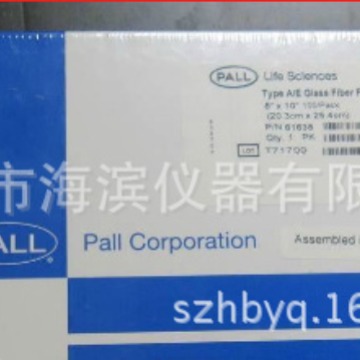 PALL Life Sciences
Type A/E Glass Fiber F
8" x 10" 100/Pack
(20.3cm x 25.4cm)
P/N 61638
Qty. 1 PK
LOT T71700
市海滨仪器有限
PALL Pall Corporation
Assembled
szhbyq.16